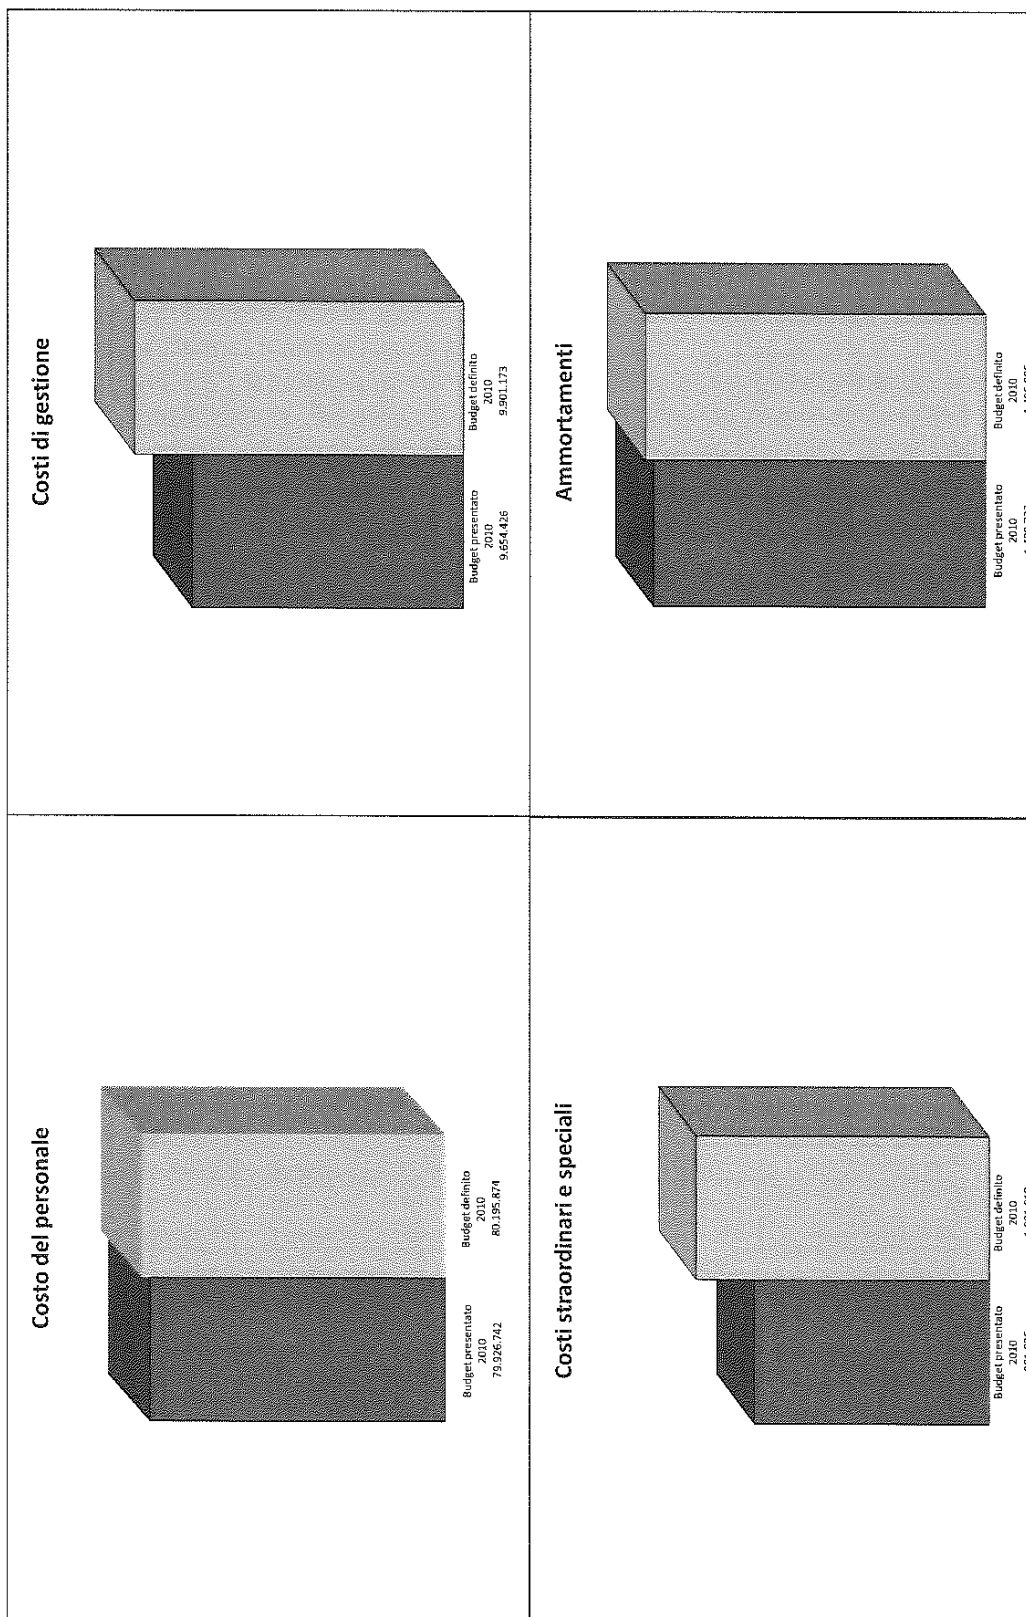 Costo del personale
Budget presentato
2010
79.926.742
Budget definito
2010
80.195.874
Costi di gestione
Budget presentato
2010
9.654.426
Budget definito
2010
9.901.173
Costi straordinari e speciali
Budget presentato
2010
Budget definito
2010
Ammortamenti
Budget presentato
2010
Budget definito
2010